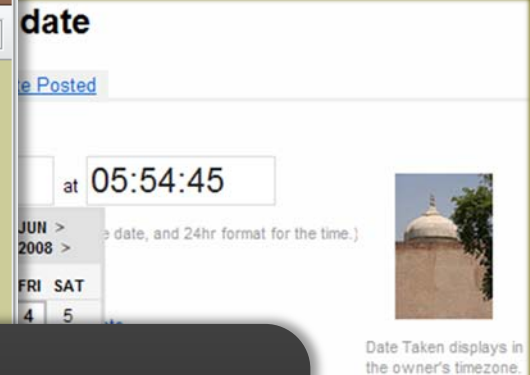 date
te Posted
at 05:54:45
JUN >
e date, and 24hr format for the time.)
2008 >
FRI SAT
4 5
Date Taken displays in
the owner's timezone.